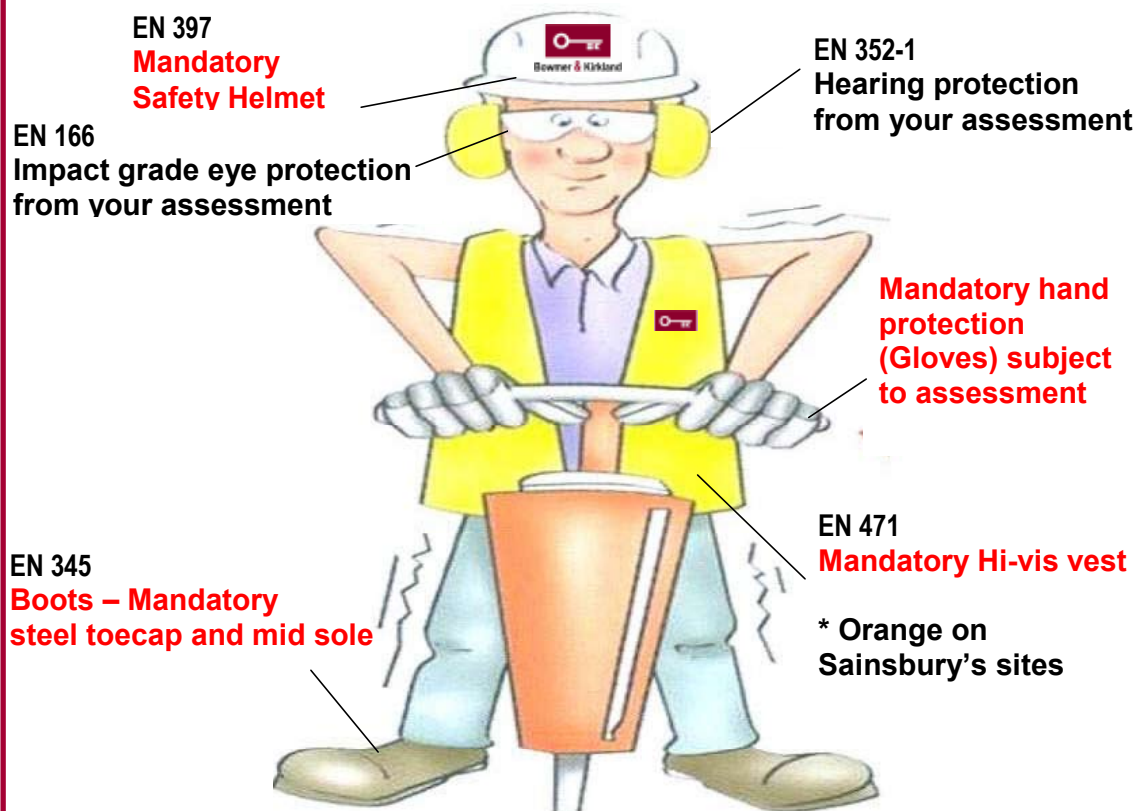 EN 397
Mandatory
Safety Helmet
EN 166
Impact grade eye protection
from your assessment
Bowmer & Kirkland
EN 352-1
Hearing protection
from your assessment
Mandatory hand
protection
(Gloves) subject
to assessment
EN 471
Mandatory Hi-vis vest
* Orange on
Sainsbury's sites
EN 345
Boots – Mandatory
steel toecap and mid sole